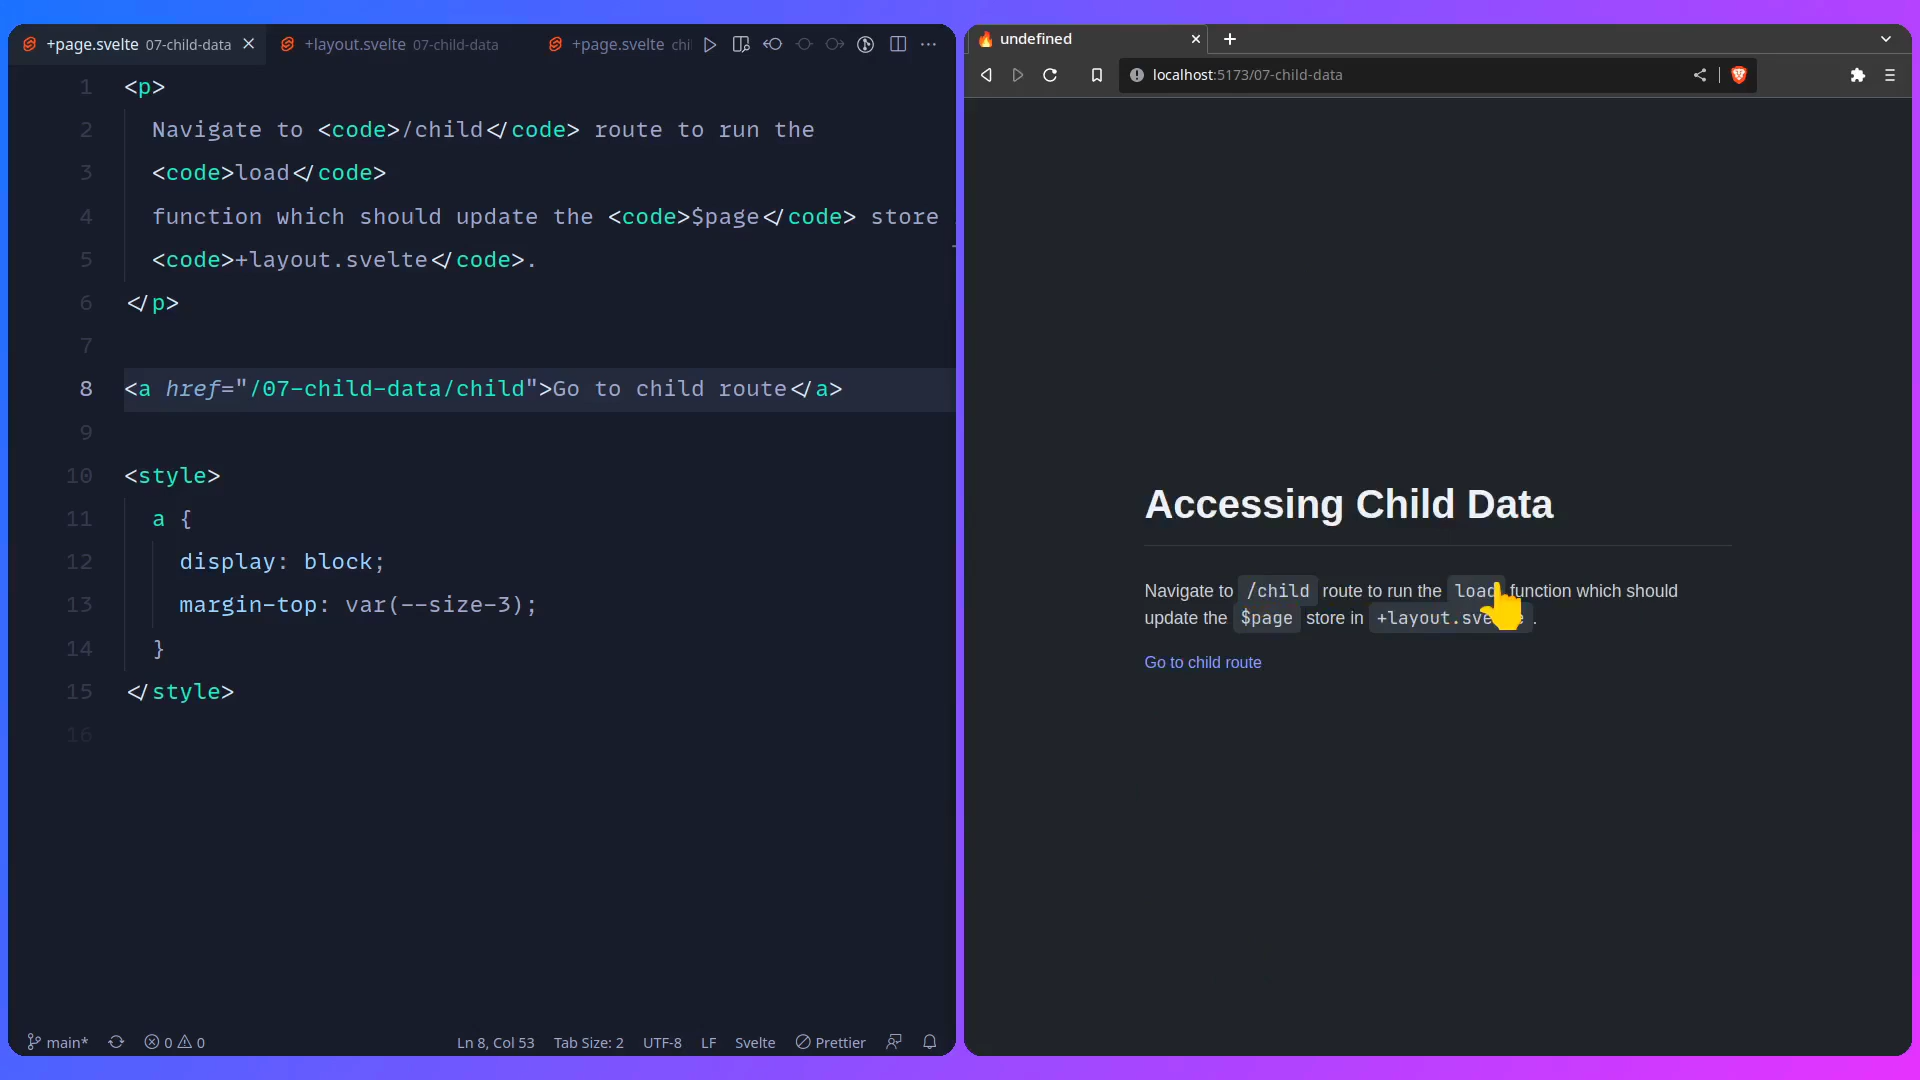 +page.svelte 07-child-data
+layout.svelte 07-child-data
+page.svelte chi
1 <p>
2 Navigate to <code>/child</code> route to run the
3 <code>load</code>
4 function which should update the <code>$page</code> store
5 <code>+layout.svelte</code>.
6 </p>
7
8 <a href="/07-child-data/child">Go to child route</a>
9
10 <style>
11 a {
12 display: block;
13 margin-top: var(--size-3);
14 }
15 </style>
16
main* 0 0 Ln 8, Col 53 Tab Size: 2 UTF-8 LF Svelte Prettier
undefined
localhost:5173/07-child-data
Accessing Child Data
Navigate to /child route to run the load function which should
update the $page store in +layout.sve .
Go to child route